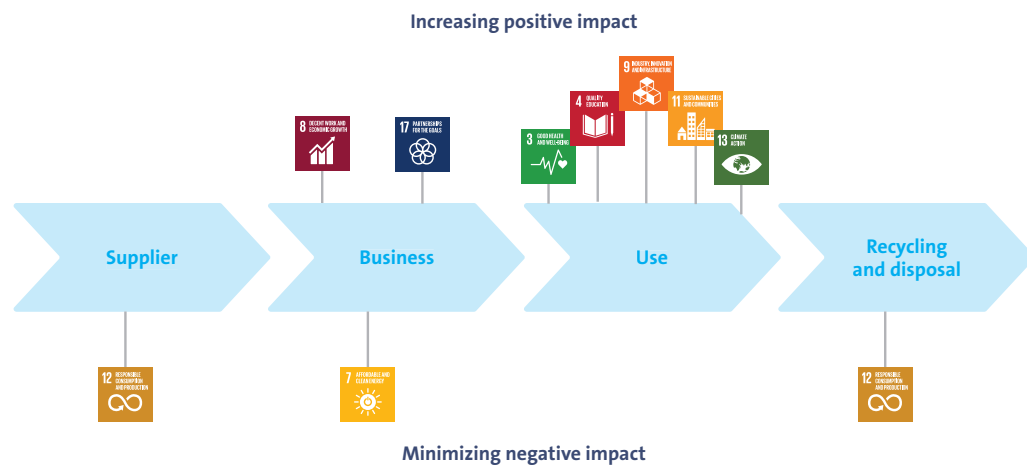 Increasing positive impact
9 INDUSTRY, INNOVATION
AND INFRASTRUCTURE
4 QUALITY
EDUCATION
11 SUSTAINABLE CITIES
AND COMMUNITIES
8 DECENT WORK AND
ECONOMIC GROWTH
17 PARTNERSHIPS
FOR THE GOALS
3 GOOD HEALTH
AND WELL-BEING
13 CLIMATE
ACTION
Supplier
Business
Use
Recycling
and disposal
12 RESPONSIBLE
CONSUMPTION
AND PRODUCTION
7 AFFORDABLE AND
CLEAN ENERGY
12 RESPONSIBLE
CONSUMPTION
AND PRODUCTION
Minimizing negative impact